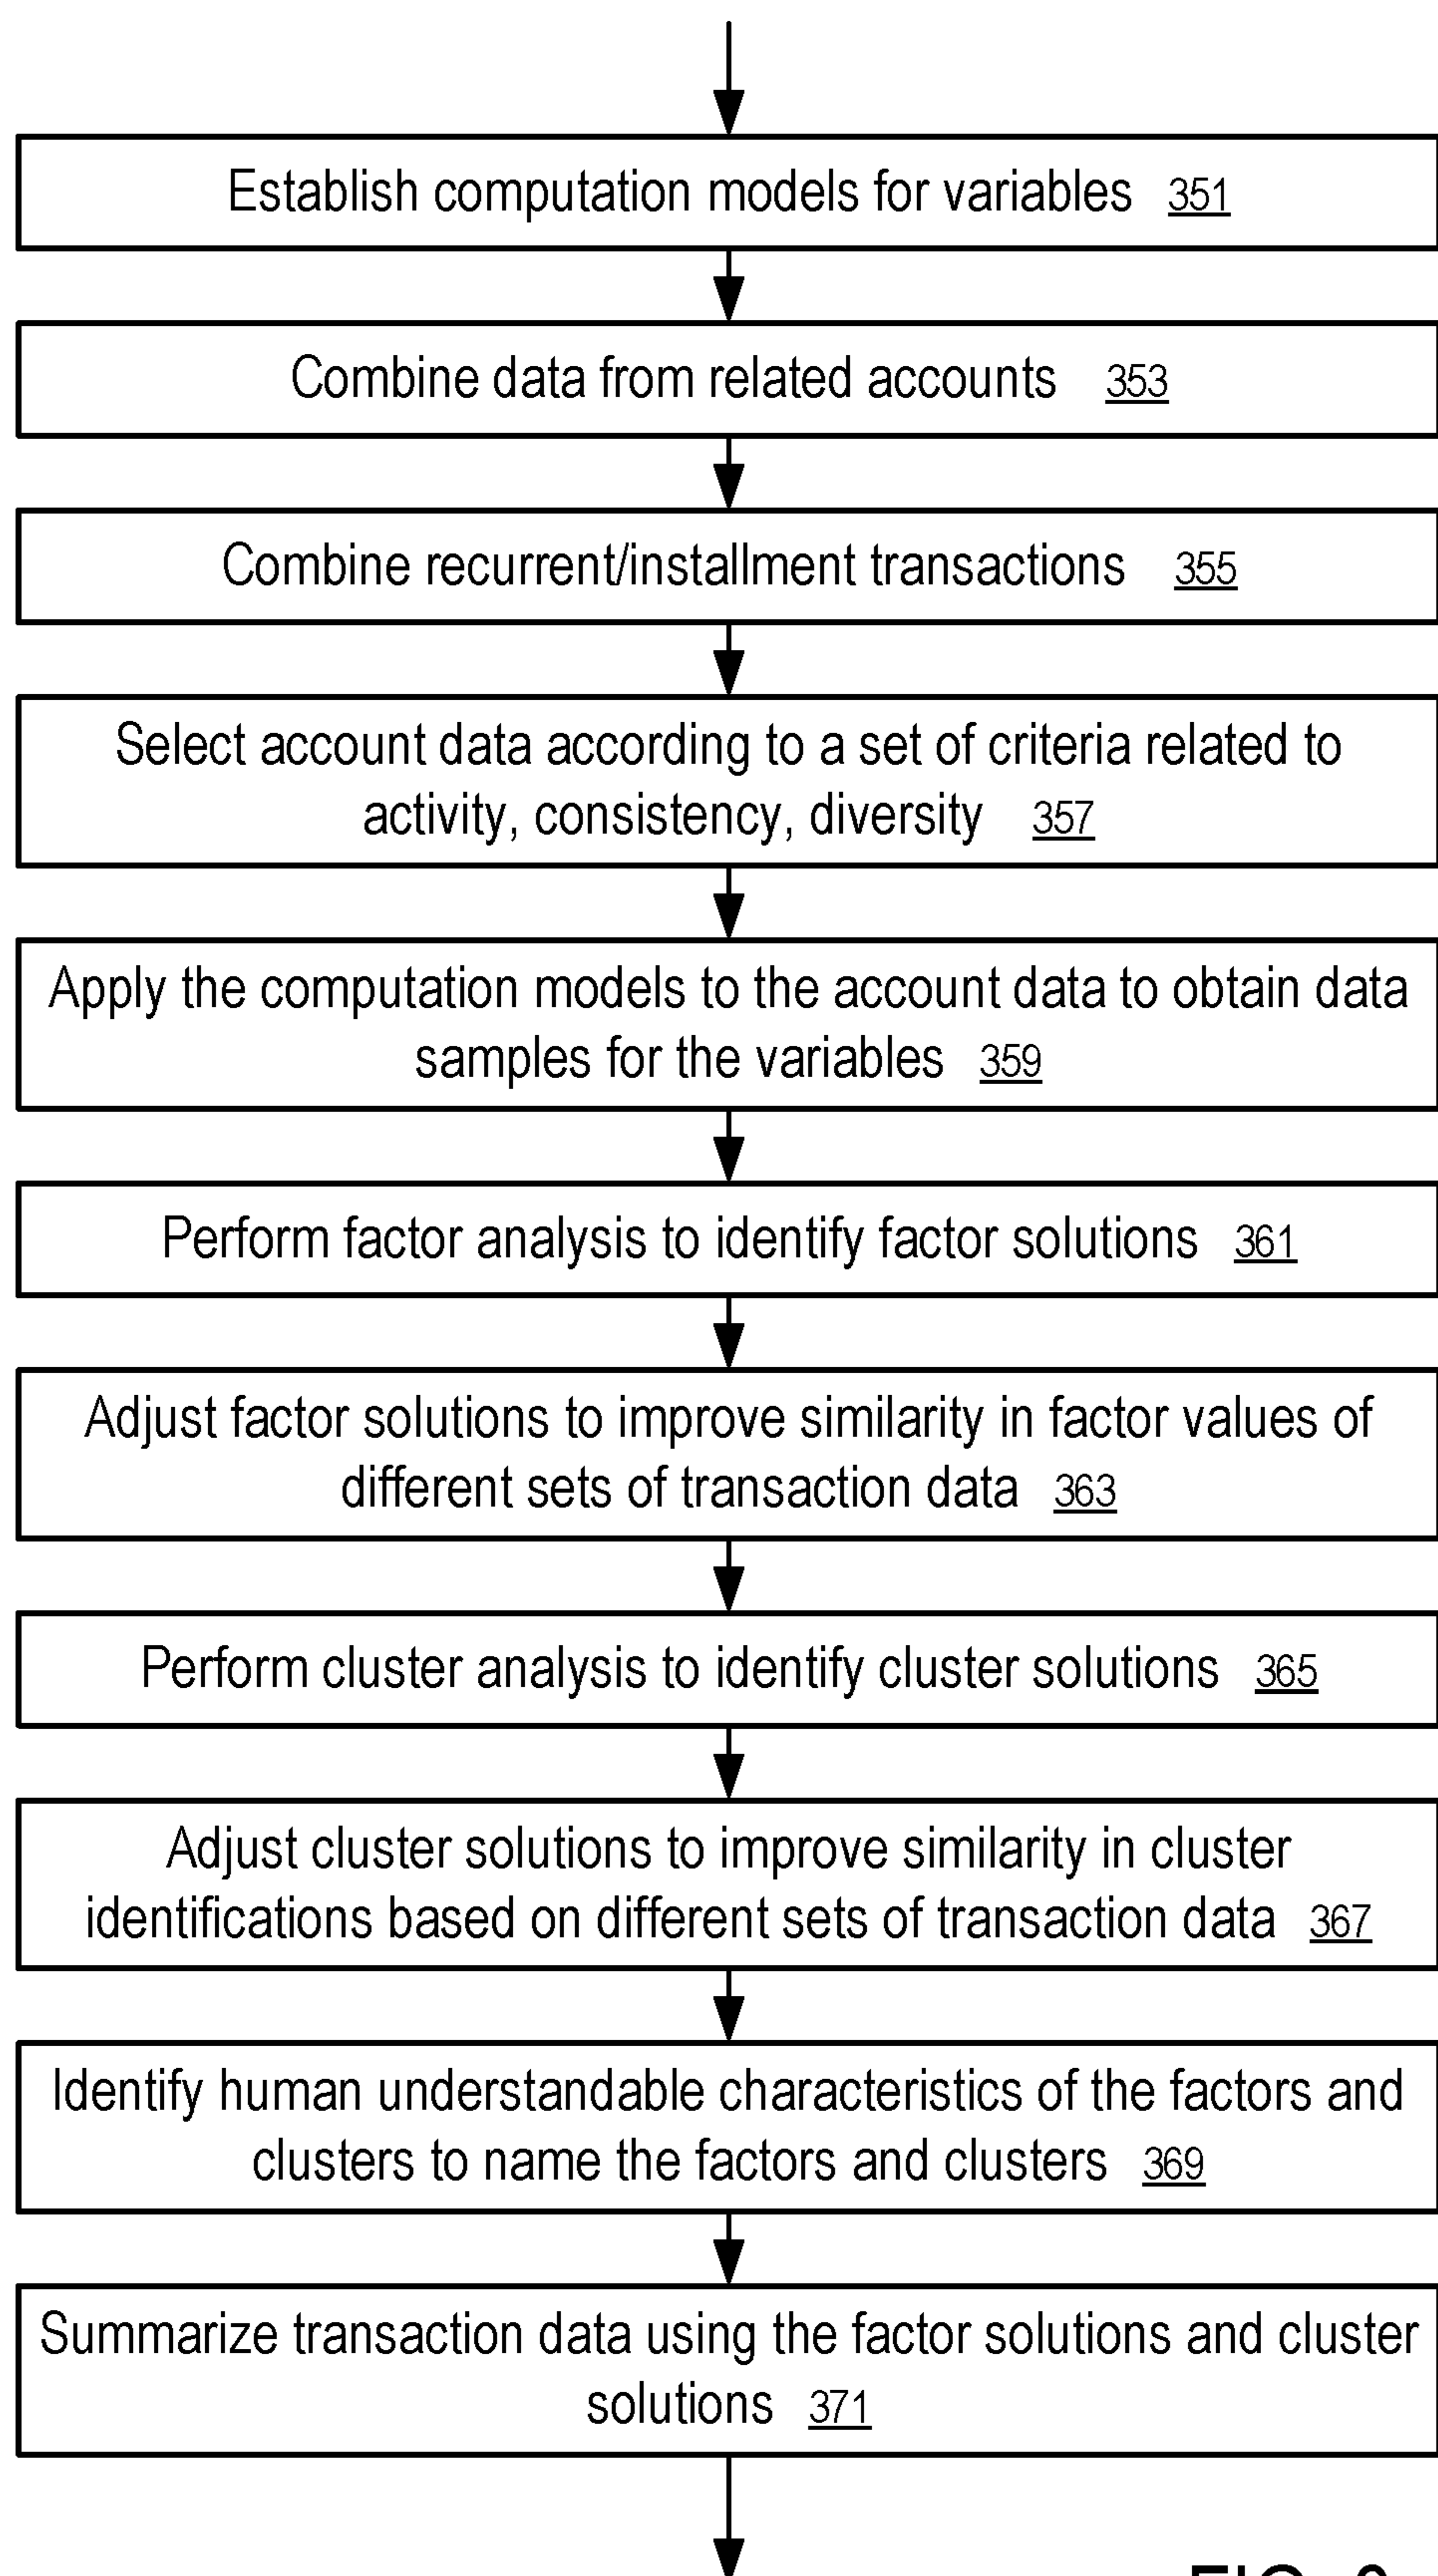 Establish computation models for variables 351
Combine data from related accounts 353
Combine recurrent/installment transactions 355
Select account data according to a set of criteria related to
activity, consistency, diversity 357
Apply the computation models to the account data to obtain data
samples for the variables 359
Perform factor analysis to identify factor solutions 361
Adjust factor solutions to improve similarity in factor values of
different sets of transaction data 363
Perform cluster analysis to identify cluster solutions 365
Adjust cluster solutions to improve similarity in cluster
identifications based on different sets of transaction data 367
Identify human understandable characteristics of the factors and
clusters to name the factors and clusters 369
Summarize transaction data using the factor solutions and cluster
solutions 371
FIG.